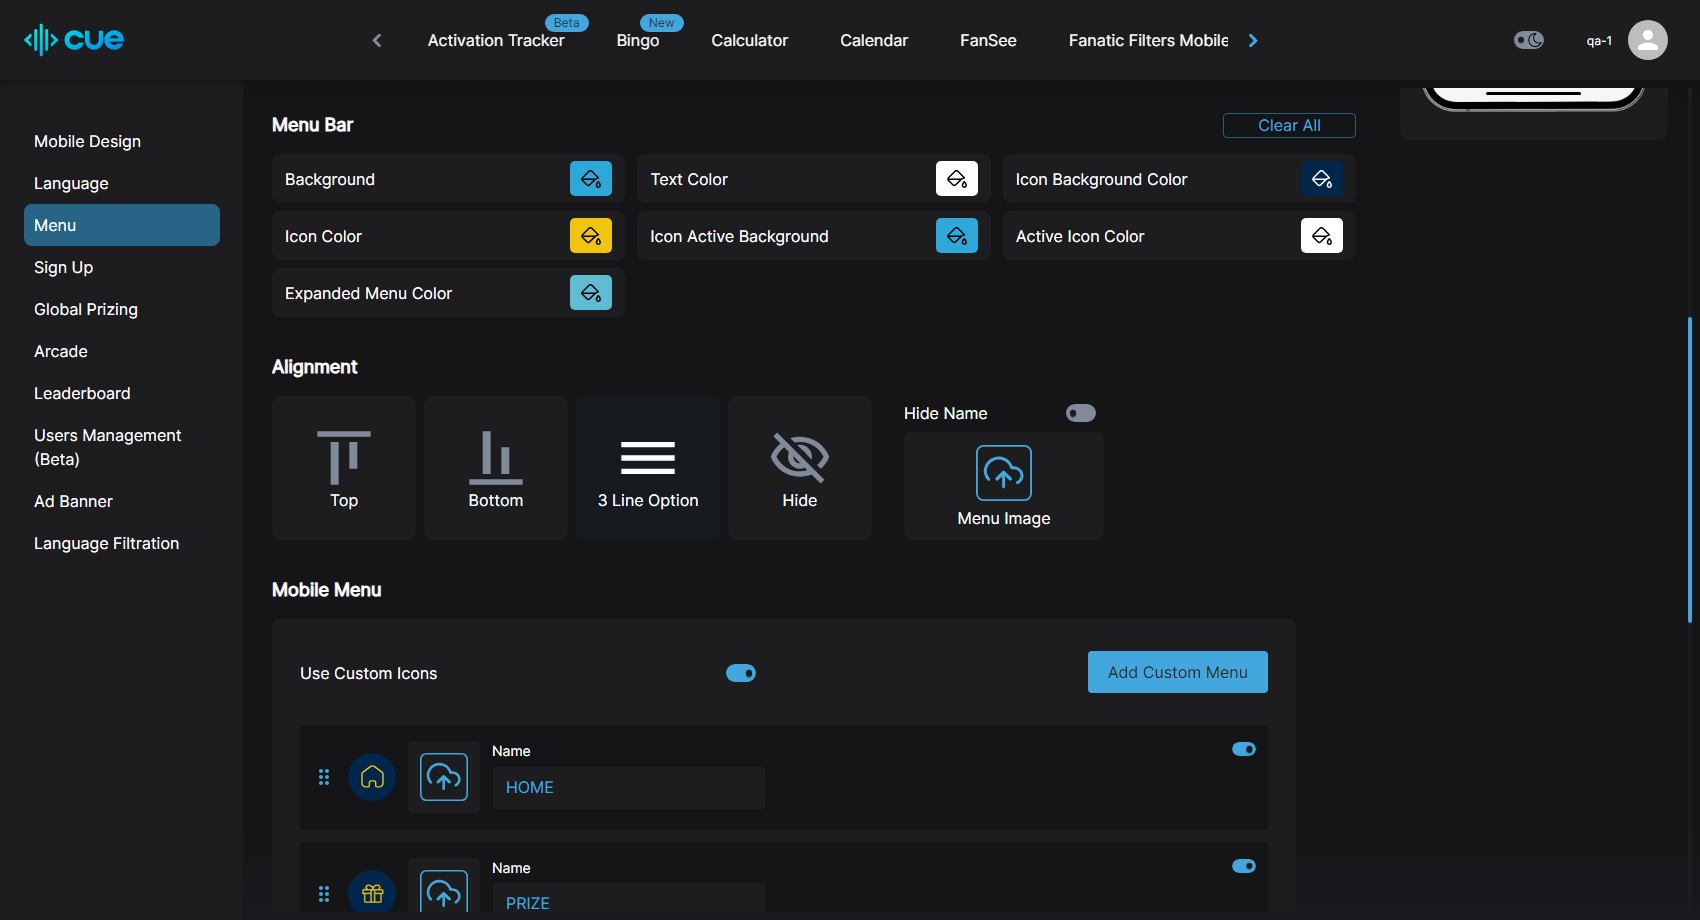 cue
Activation Tracker
Beta
Bingo
New
Calculator
Calendar
FanSee
Fanatic Filters Mobile
qa-1
Mobile Design
Language
Menu
Sign Up
Global Prizing
Arcade
Leaderboard
Users Management
(Beta)
Ad Banner
Language Filtration
Menu Bar
Clear All
Background
Text Color
Icon Background Color
Icon Color
Icon Active Background
Active Icon Color
Expanded Menu Color
Alignment
Top
Bottom
3 Line Option
Hide
Hide Name
Menu Image
Mobile Menu
Use Custom Icons
Add Custom Menu
Name
HOME
Name
PRIZE